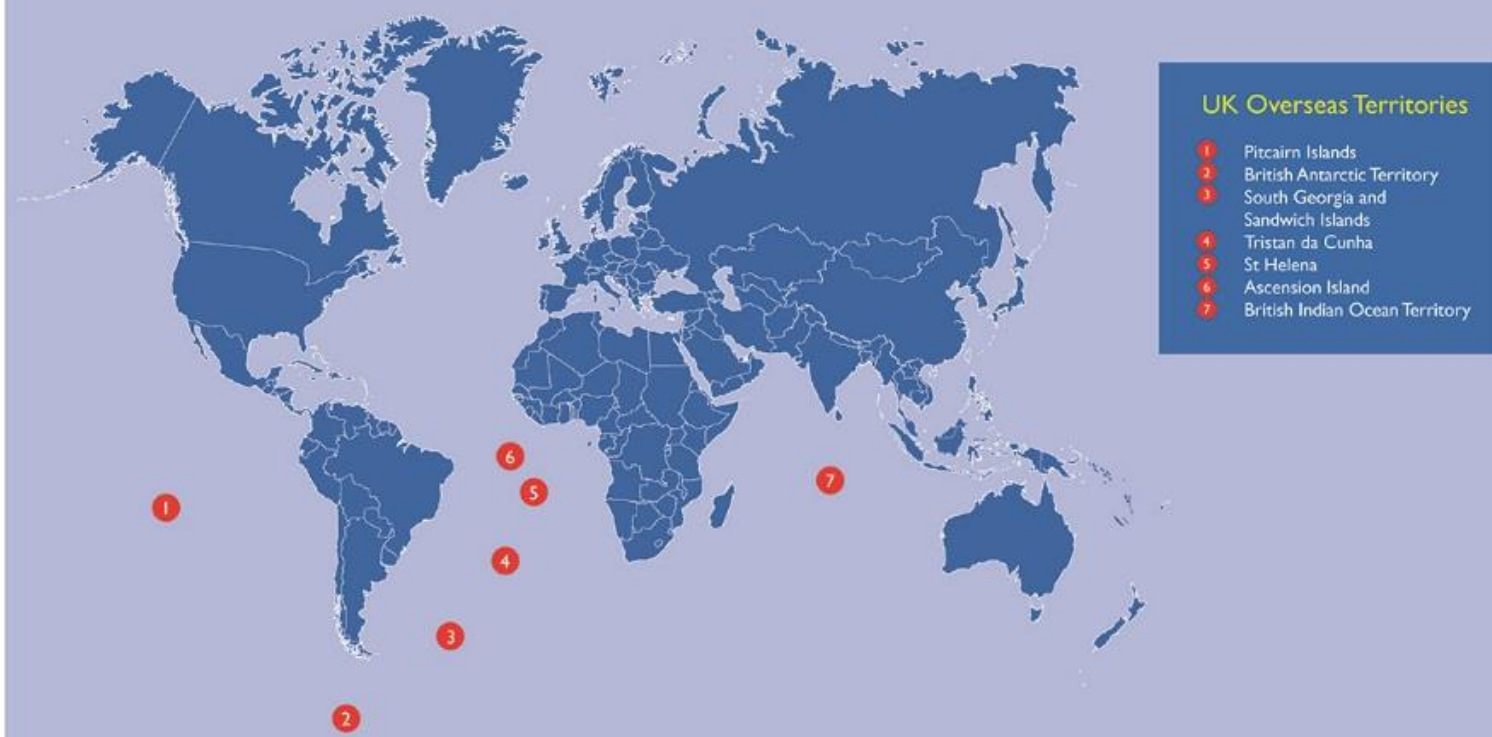 UK Overseas Territories
1 Pitcairn Islands
2 British Antarctic Territory
3 South Georgia and
Sandwich Islands
4 Tristan da Cunha
5 St Helena
6 Ascension Island
7 British Indian Ocean Territory
6
7
5
1
4
3
2